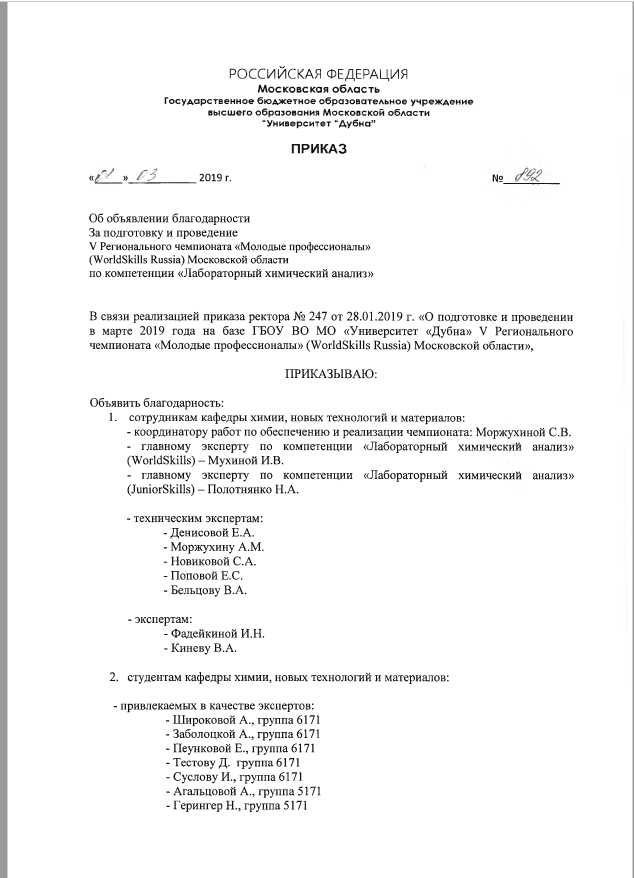 РОССИЙСКАЯ ФЕДЕРАЦИЯ
Московская область
Государственное бюджетное образовательное учреждение
высшего образования Московской области
"Университет "Дубна"
ПРИКАЗ
«01» 03 2019 г. № 892
Об объявлении благодарности
За подготовку и проведение
V Регионального чемпионата «Молодые профессионалы»
(WorldSkills Russia) Московской области
по компетенции «Лабораторный химический анализ»
В связи реализацией приказа ректора № 247 от 28.01.2019 г. «О подготовке и проведении
в марте 2019 года на базе ГБОУ ВО МО «Университет «Дубна» V Регионального
чемпионата «Молодые профессионалы» (WorldSkills Russia) Московской области»,
ПРИКАЗЫВАЮ:
Объявить благодарность:
1. сотрудникам кафедры химии, новых технологий и материалов:
- координатору работ по обеспечению и реализации чемпионата: Моржухиной С.В.
- главному эксперту по компетенции «Лабораторный химический анализ»
(WorldSkills) – Мухиной И.В.
- главному эксперту по компетенции «Лабораторный химический анализ»
(JuniorSkills) – Полотнянко Н.А.
- техническим экспертам:
- Денисовой Е.А.
- Моржухину А.М.
- Новиковой С.А.
- Поповой Е.С.
- Бельцову В.А.
- экспертам:
- Фадейкиной И.Н.
- Киневу В.А.
2. студентам кафедры химии, новых технологий и материалов:
- привлекаемых в качестве экспертов:
- Широковой А., группа 6171
- Заболоцкой А., группа 6171
- Пеунковой Е., группа 6171
- Тестову Д. группа 6171
- Суслову И., группа 6171
- Агальцовой А., группа 5171
- Герингер Н., группа 5171